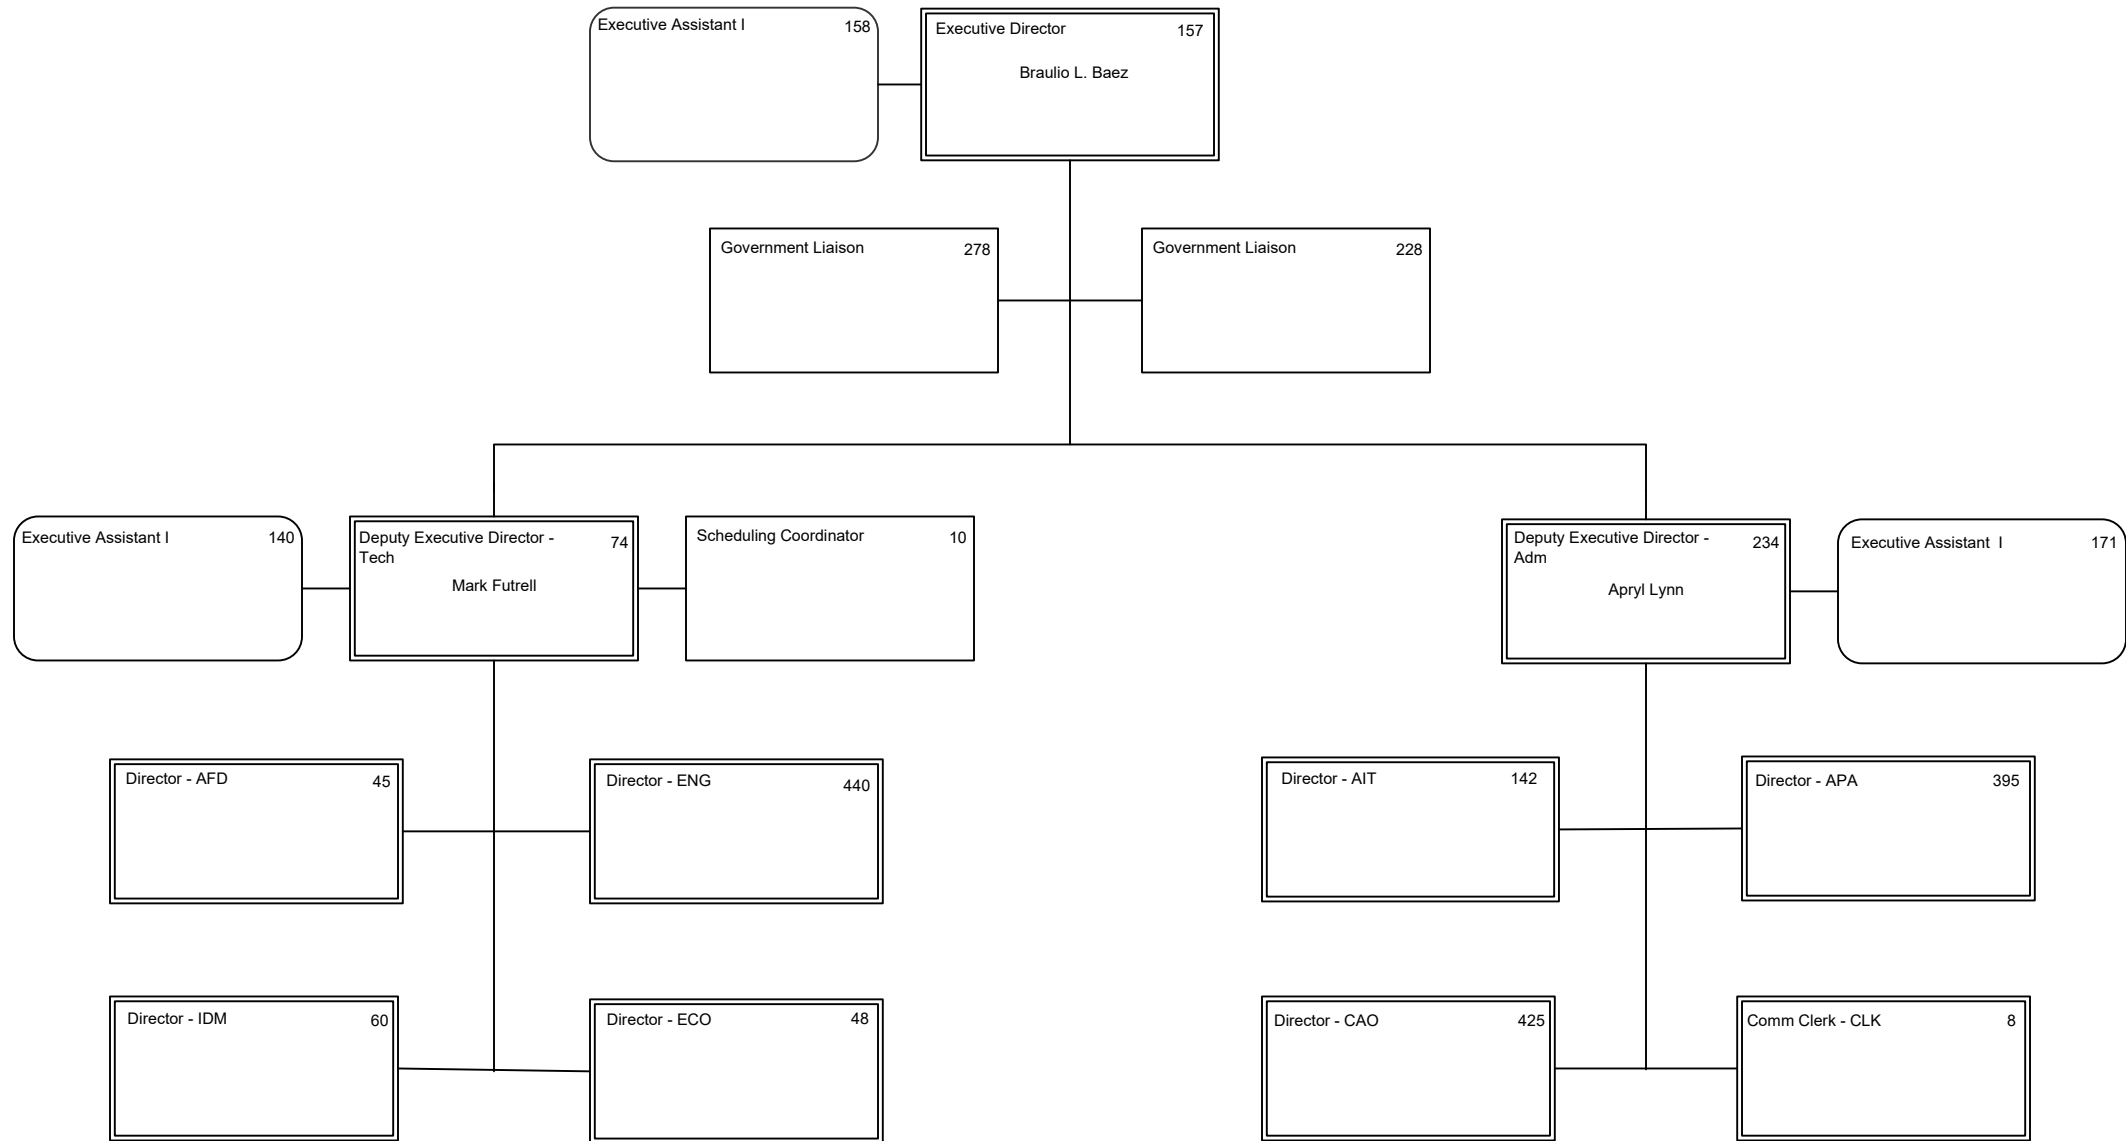 Executive Assistant I 158
Executive Director 157
Braulio L. Baez
Government Liaison 278
Government Liaison 228
Executive Assistant I 140
Deputy Executive Director - 74
Tech
Mark Futrell
Scheduling Coordinator 10
Deputy Executive Director - 234
Adm
Apryl Lynn
Executive Assistant I 171
Director - AFD 45
Director - ENG 440
Director - AIT 142
Director - APA 395
Director - IDM 60
Director - ECO 48
Director - CAO 425
Comm Clerk - CLK 8